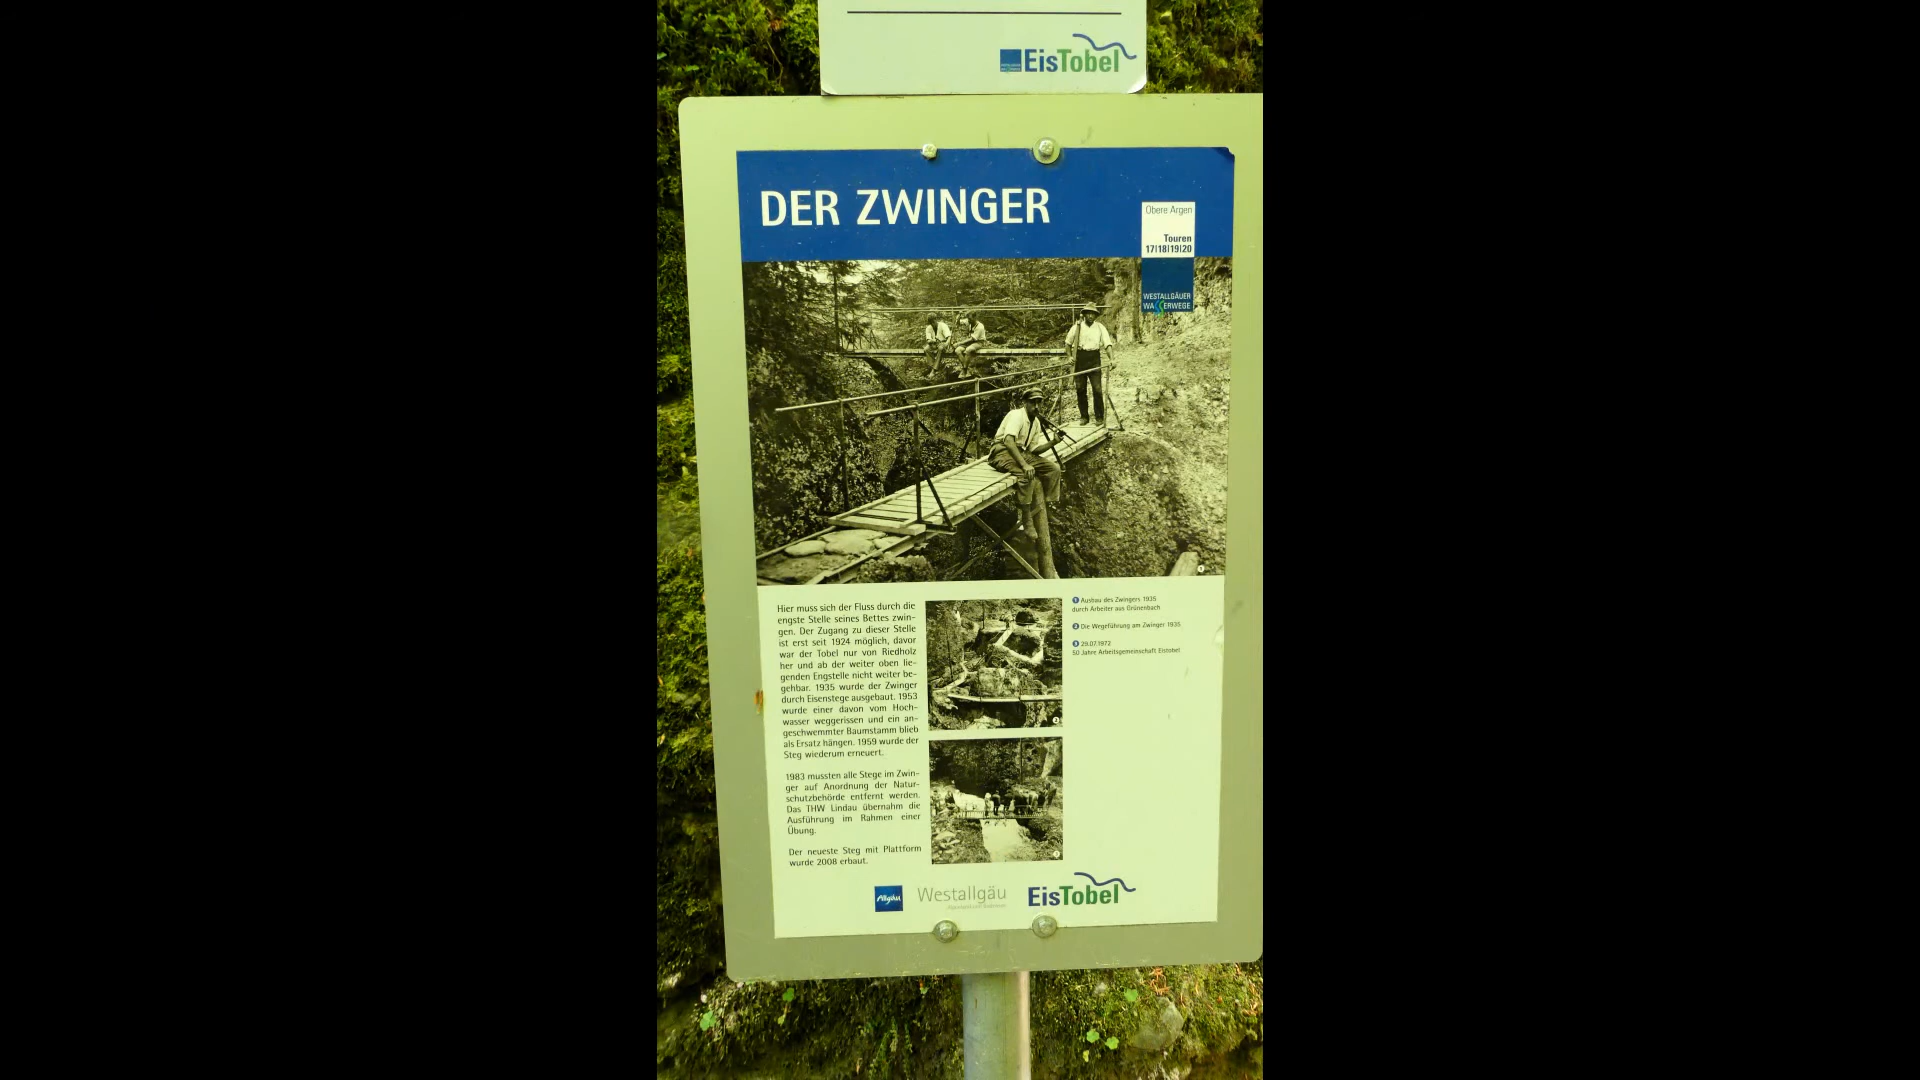 EisTobel
DER ZWINGER
Obere Argen
Touren
17|18|19|20
WESTALLGÄUER
WASSERWEGE
1
Hier muss sich der Fluss durch die
engste Stelle seines Bettes zwin-
gen. Der Zugang zu dieser Stelle
ist erst seit 1924 möglich, davor
war der Tobel nur von Riedholz
her und ab der weiter oben lie-
genden Engstelle nicht weiter be-
gehbar. 1935 wurde der Zwinger
durch Eisenstege ausgebaut. 1953
wurde einer davon vom Hoch-
wasser weggerissen und ein an-
geschwemmter Baumstamm blieb
als Ersatz hängen. 1959 wurde der
Steg wiederum erneuert.
1983 mussten alle Stege im Zwin-
ger auf Anordnung der Natur-
schutzbehörde entfernt werden.
Das THW Lindau übernahm die
Ausführung im Rahmen einer
Übung.
Der neueste Steg mit Plattform
wurde 2008 erbaut.
2
3
1 Ausbau des Zwingers 1935
durch Arbeiter aus Grünenbach
2 Die Wegeführung am Zwinger 1935
3 29.07.1972
50 Jahre Arbeitsgemeinschaft Eistobel
Allgäu
Westallgäu
EisTobel